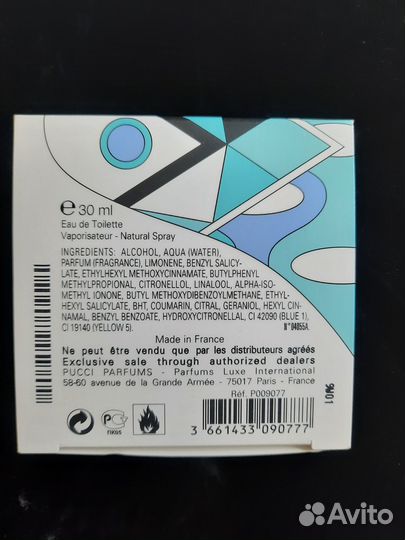 ℮ 30 ml
Eau de Toilette
Vaporisateur - Natural Spray
INGREDIENTS: ALCOHOL, AQUA (WATER),
PARFUM (FRAGRANCE), LIMONENE, BENZYL SALICY-
LATE, ETHYLHEXYL METHOXYCINNAMATE, BUTYLPHENYL
METHYLPROPIONAL, CITRONELLOL, LINALOOL, ALPHA-ISO-
METHYL IONONE, BUTYL METHOXYDIBENZOYLMETHANE, ETHYL-
HEXYL SALICYLATE, BHT, COUMARIN, CITRAL, GERANIOL, HEXYL CIN-
NAMAL, BENZYL BENZOATE, HYDROXYCITRONELLAL, CI 42090 (BLUE 1),
CI 19140 (YELLOW 5).
N°04055A
Made in France
Ne peut être vendu que par les distributeurs agréés
Exclusive sale through authorized dealers
PUCCI PARFUMS - Parfums Luxe International
58-60 avenue de la Grande Armée - 75017 Paris - France
Réf. P009077
3 661433 090777
9W01
Avito